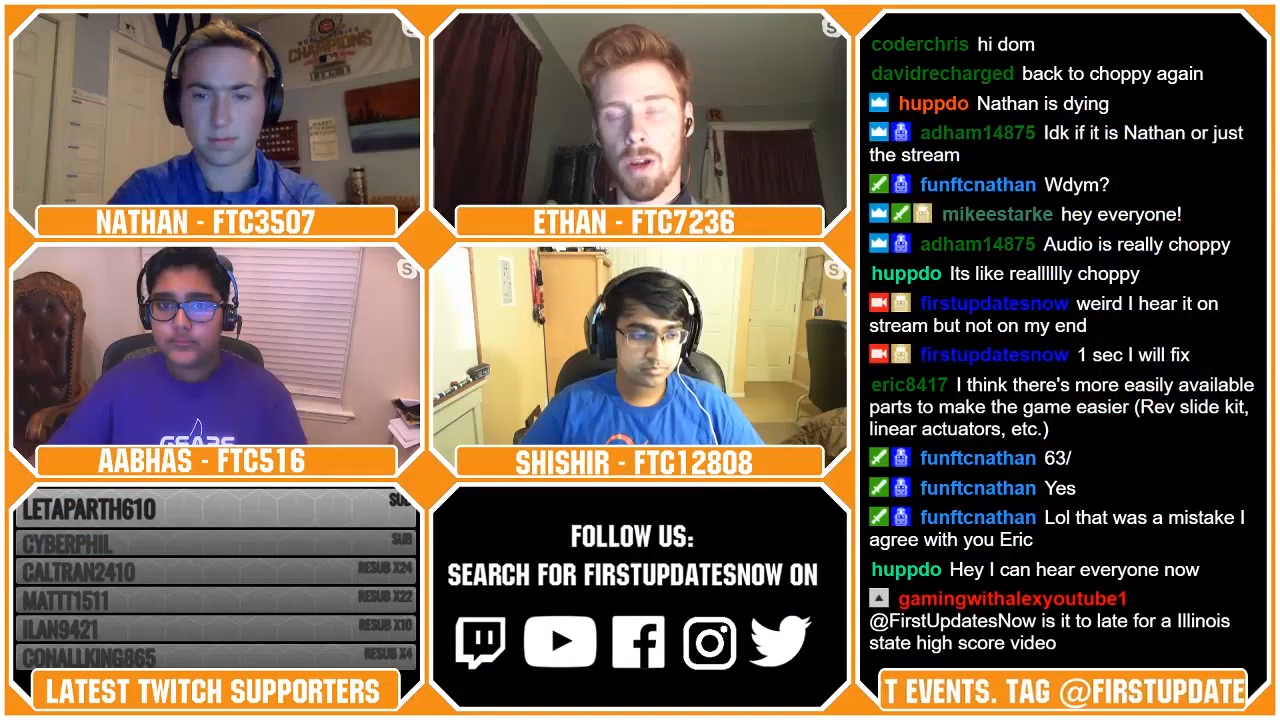 CHAMPIONS
NATHAN - FTC3507
R
ETHAN - FTC7236
AABHAS - FTC516
SHISHIR - FTC12808
LETAPARTH610 SUB
CYBERPHIL SUB
CALTRAN2410 RESUB X24
MATTT1511 RESUB X22
ILAN9421 RESUB X10
CONALLKING865 RESUB X4
LATEST TWITCH SUPPORTERS
FOLLOW US:
SEARCH FOR FIRSTUPDATESNOW ON
coderchris hi dom
davidrecharged back to choppy again
huppdo Nathan is dying
adham14875 Idk if it is Nathan or just
the stream
funftcnathan Wdym?
mikeestarke hey everyone!
adham14875 Audio is really choppy
huppdo Its like realllllly choppy
firstupdatesnow weird I hear it on
stream but not on my end
firstupdatesnow 1 sec I will fix
eric8417 I think there's more easily available
parts to make the game easier (Rev slide kit,
linear actuators, etc.)
funftcnathan 63/
funftcnathan Yes
funftcnathan Lol that was a mistake I
agree with you Eric
huppdo Hey I can hear everyone now
gamingwithalexyoutube1
@FirstUpdatesNow is it to late for a Illinois
state high score video
T EVENTS. TAG @FIRSTUPDATE